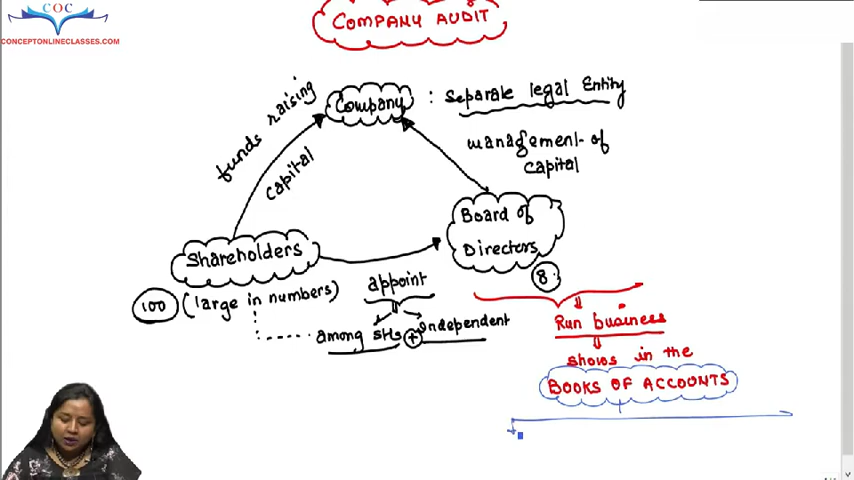 COC
CONCEPTONLINECLASSES.COM
COMPANY AUDIT
funds raising
capital
Company : Separate legal Entity
management of
capital
Board of
Directors
8
Shareholders
100 (large in numbers)
appoint
among SHs + independent
Run business
shows in the
BOOKS OF ACCOUNTS